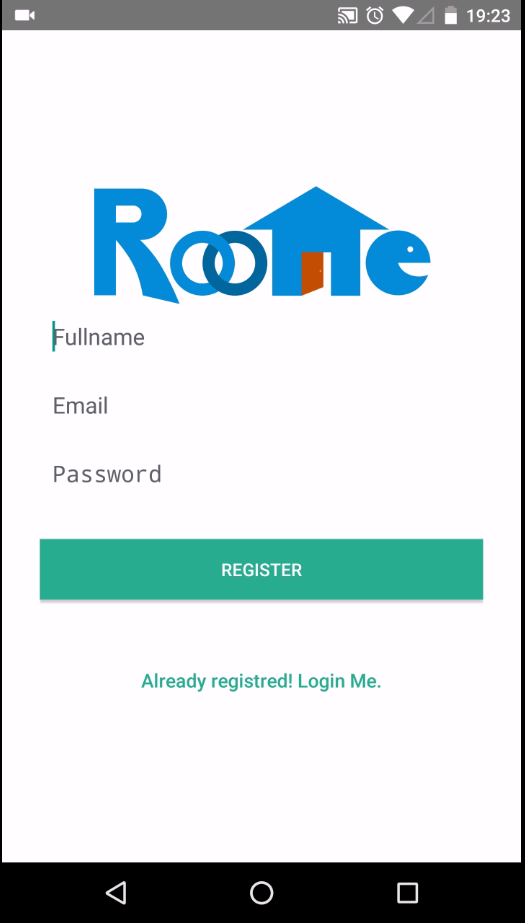 19:23
RooMe
Fullname
Email
Password
REGISTER
Already registred! Login Me.